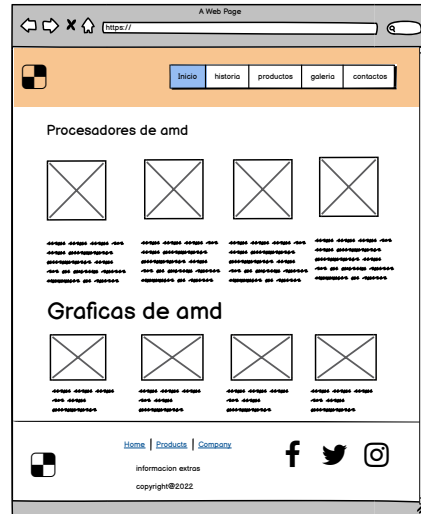 A Web Page
https://
Inicio historia productos galeria contactos
Procesadores de amd
Graficas de amd
Home | Products | Company
informacion extras
copyright@2022